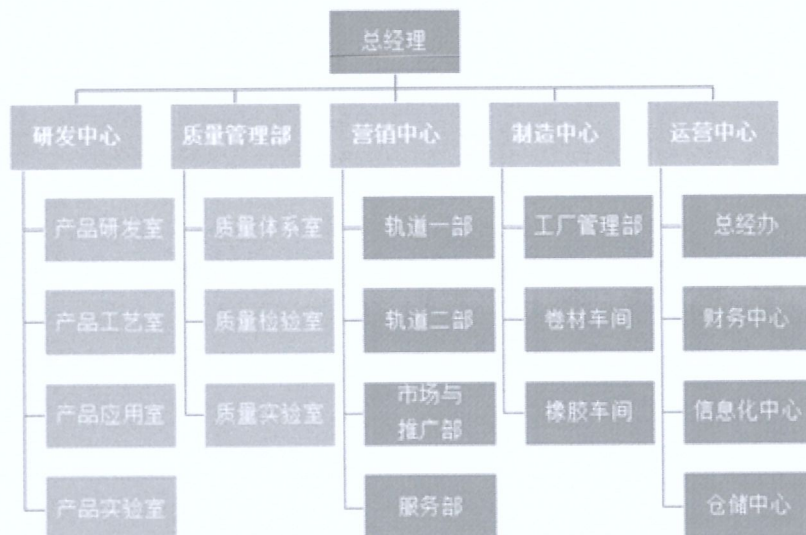 总经理
研发中心
质量管理部
营销中心
制造中心
运营中心
产品研发室
质量体系室
轨道一部
工厂管理部
总经办
产品工艺室
质量检验室
轨道二部
卷材车间
财务中心
产品应用室
质量实验室
市场与
推广部
橡胶车间
信息化中心
产品实验室
服务部
仓储中心